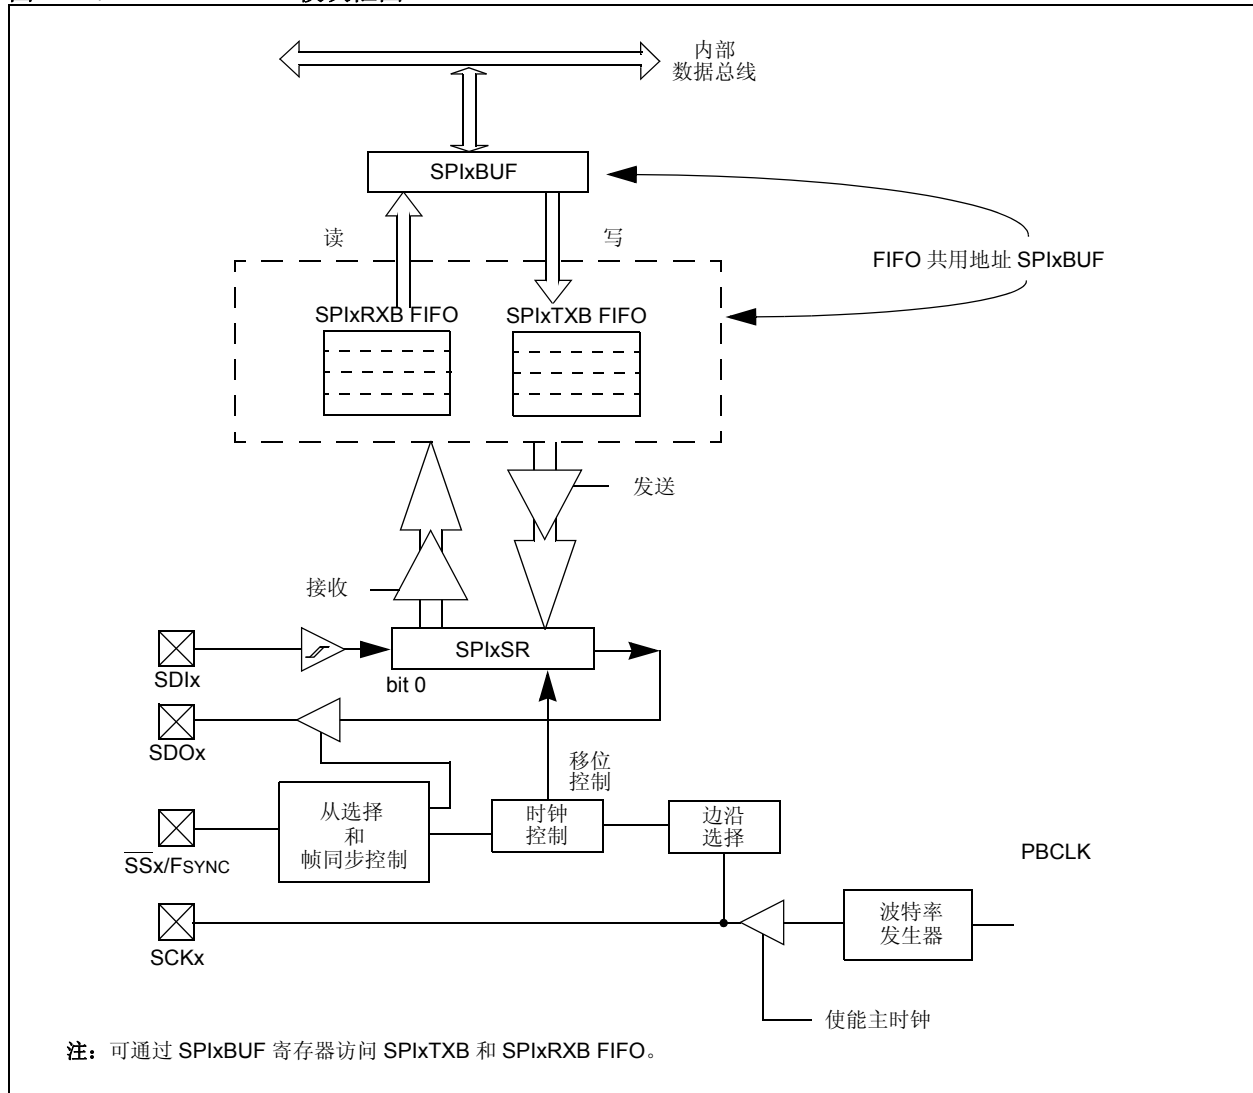 内部
数据总线
SPIxBUF
读
写
FIFO 共用地址 SPIxBUF
SPIxRXB FIFO
SPIxTXB FIFO
发送
接收
SPIxSR
SDIx
bit 0
SDOx
移位
控制
从选择
和
帧同步控制
时钟
控制
边沿
选择
SSx/FSYNC
PBCLK
波特率
发生器
SCKx
使能主时钟
注：可通过 SPIxBUF 寄存器访问 SPIxTXB 和 SPIxRXB FIFO。